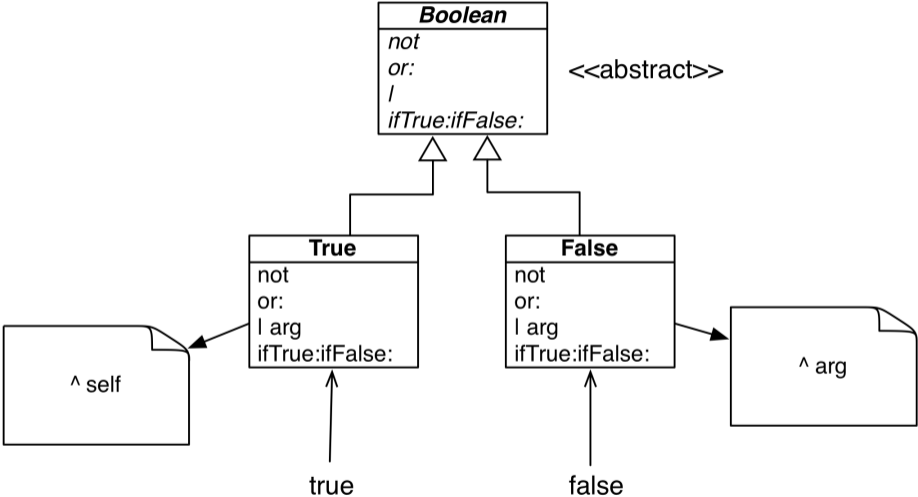 Boolean
not
or:
|
ifTrue:ifFalse:
<<abstract>>
True
not
or:
| arg
ifTrue:ifFalse:
False
not
or:
| arg
ifTrue:ifFalse:
^ self
^ arg
true
false